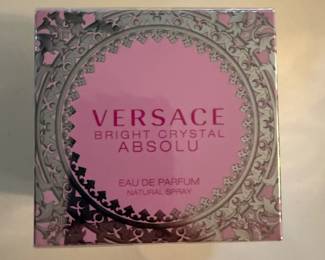 VERSACE
BRIGHT CRYSTAL
ABSOLU
EAU DE PARFUM
NATURAL SPRAY